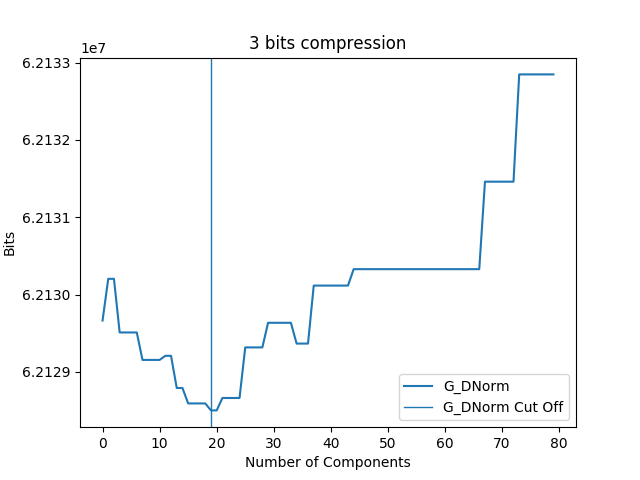 3 bits compression
1e7
6.2133
6.2132
6.2131
6.2130
6.2129
Bits
0 10 20 30 40 50 60 70 80
Number of Components
G_DNorm
G_DNorm Cut Off